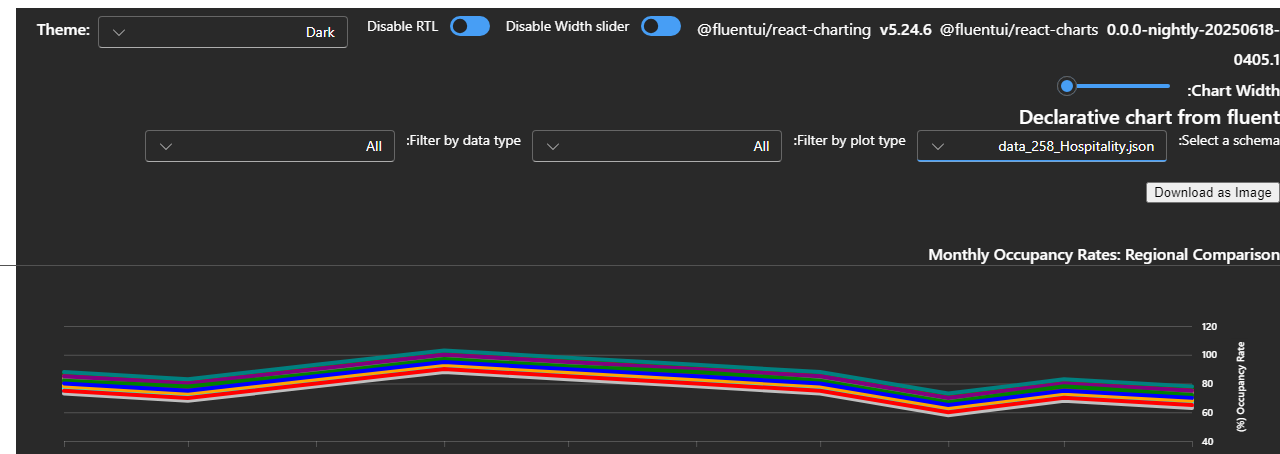 Theme: Dark Disable RTL Disable Width slider @fluentui/react-charting v5.24.6 @fluentui/react-charts 0.0.0-nightly-20250618-
0405.1
:Chart Width
Declarative chart from fluent
:Select a schema data_258_Hospitality.json :Filter by plot type All :Filter by data type All
Download as Image
Monthly Occupancy Rates: Regional Comparison
120
100
80
60
40
(%) Occupancy Rate